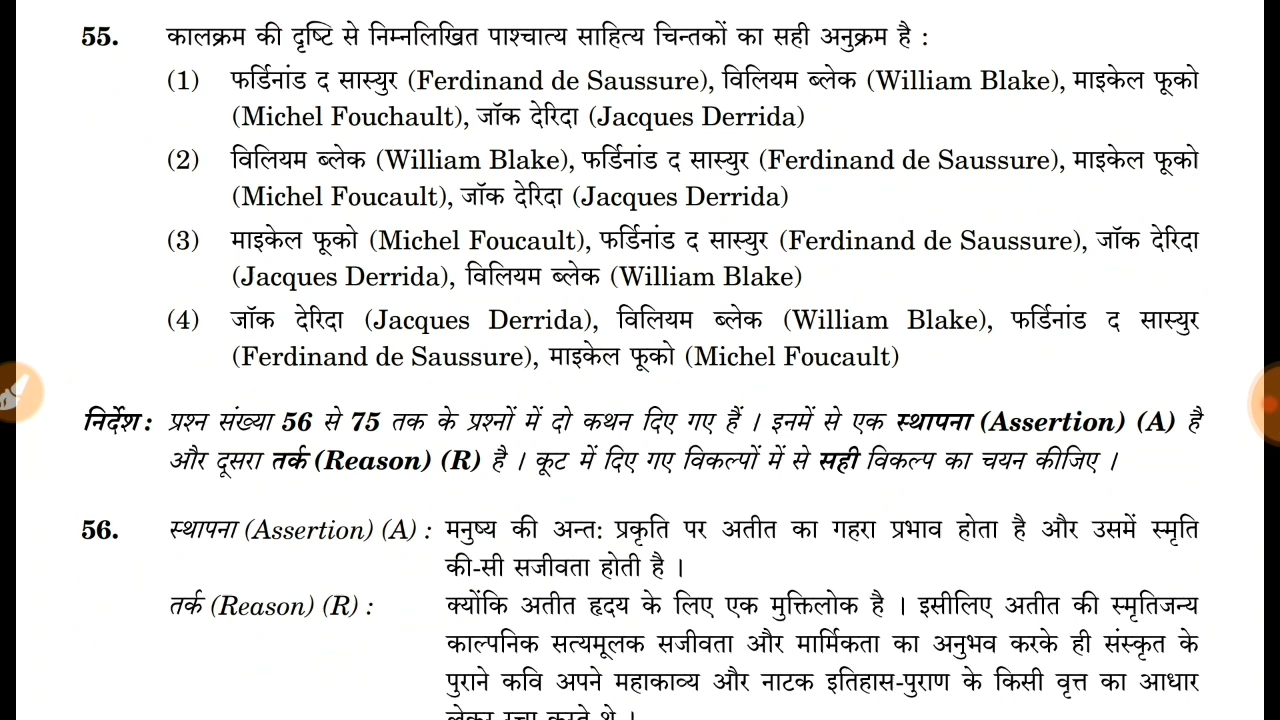 55. कालक्रम की दृष्टि से निम्नलिखित पाश्चात्य साहित्य चिन्तकों का सही अनुक्रम है :
(1) फर्डिनांड द सास्युर (Ferdinand de Saussure), विलियम ब्लेक (William Blake), माइकेल फूको
(Michel Fouchault), जॉक देरिदा (Jacques Derrida)
(2) विलियम ब्लेक (William Blake), फर्डिनांड द सास्युर (Ferdinand de Saussure), माइकेल फूको
(Michel Foucault), जॉक देरिदा (Jacques Derrida)
(3) माइकेल फूको (Michel Foucault), फर्डिनांड द सास्युर (Ferdinand de Saussure), जॉक देरिदा
(Jacques Derrida), विलियम ब्लेक (William Blake)
(4) जॉक देरिदा (Jacques Derrida), विलियम ब्लेक (William Blake), फर्डिनांड द सास्युर
(Ferdinand de Saussure), माइकेल फूको (Michel Foucault)
निर्देश : प्रश्न संख्या 56 से 75 तक के प्रश्नों में दो कथन दिए गए हैं । इनमें से एक स्थापना (Assertion) (A) है
और दूसरा तर्क (Reason) (R) है । कूट में दिए गए विकल्पों में से सही विकल्प का चयन कीजिए ।
56. स्थापना (Assertion) (A) : मनुष्य की अन्त: प्रकृति पर अतीत का गहरा प्रभाव होता है और उसमें स्मृति
की-सी सजीवता होती है ।
तर्क (Reason) (R) : क्योंकि अतीत हृदय के लिए एक मुक्तिलोक है । इसीलिए अतीत की स्मृतिजन्य
काल्पनिक सत्यमूलक सजीवता और मार्मिकता का अनुभव करके ही संस्कृत के
पुराने कवि अपने महाकाव्य और नाटक इतिहास-पुराण के किसी वृत्त का आधार
लेकर रचा करते थे ।